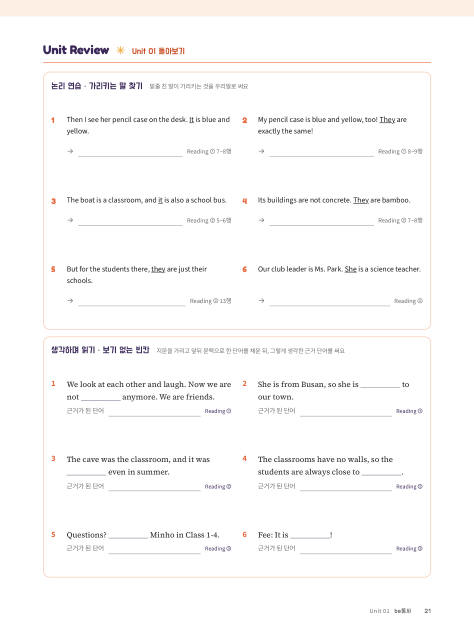 Unit Review ✳ Unit 01 돌아보기
논리 연습 · 가리키는 말 찾기 밑줄 친 말이 가리키는 것을 우리말로 써요
1 Then I see her pencil case on the desk. It is blue and
yellow.
→ Reading ① 7–8행
2 My pencil case is blue and yellow, too! They are
exactly the same!
→ Reading ① 8–9행
3 The boat is a classroom, and it is also a school bus.
→ Reading ② 5–6행
4 Its buildings are not concrete. They are bamboo.
→ Reading ② 7–8행
5 But for the students there, they are just their
schools.
→ Reading ② 13행
6 Our club leader is Ms. Park. She is a science teacher.
→ Reading
생각하며 읽기 · 보기 없는 빈칸 지문을 가리고 앞뒤 문맥으로 한 단어를 채운 뒤, 그렇게 생각한 근거 단어를 써요
1 We look at each other and laugh. Now we are
not __________ anymore. We are friends.
근거가 된 단어 Reading
2 She is from Busan, so she is __________ to
our town.
근거가 된 단어 Reading
3 The cave was the classroom, and it was
__________ even in summer.
근거가 된 단어 Reading
4 The classrooms have no walls, so the
students are always close to __________.
근거가 된 단어 Reading
5 Questions? __________ Minho in Class 1-4.
근거가 된 단어 Reading
6 Fee: It is __________!
근거가 된 단어 Reading
Unit 01 be동사 21